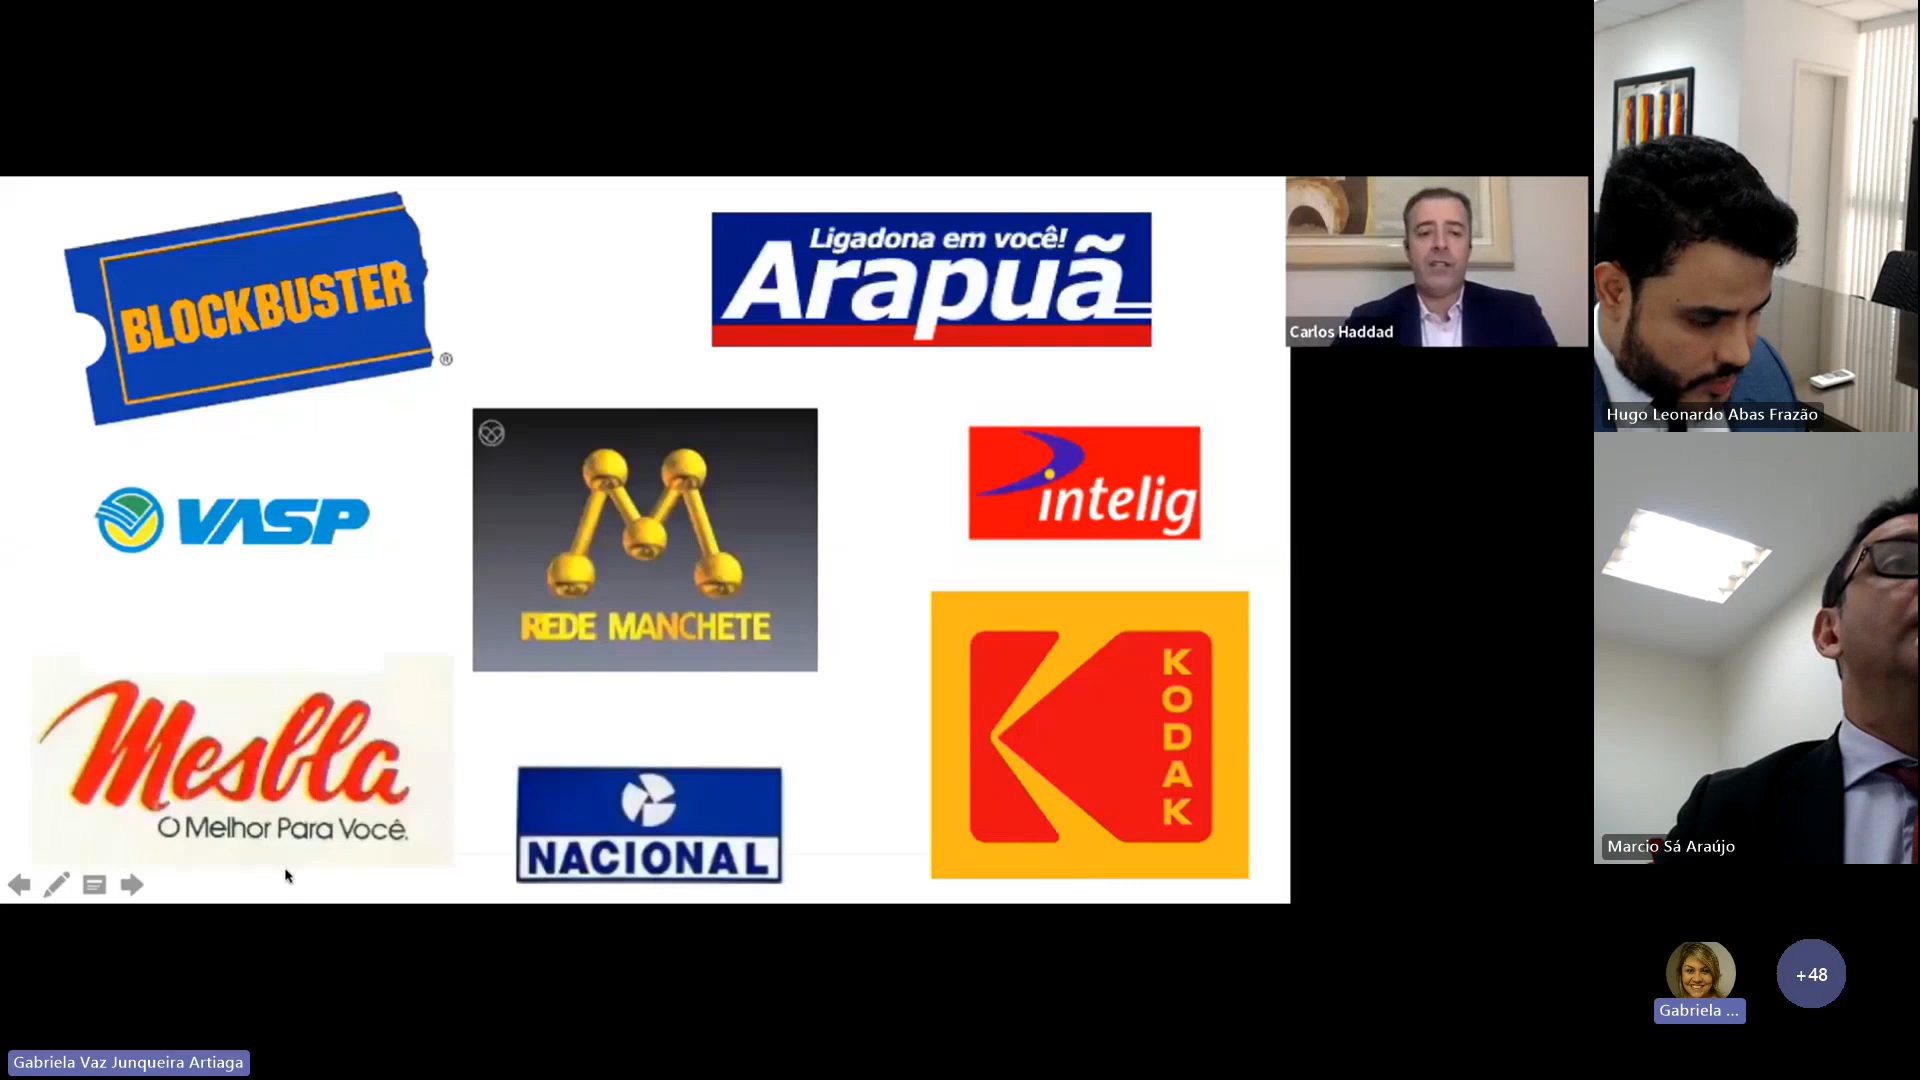 BLOCKBUSTER
®
Ligadona em você!
Arapuã
Carlos Haddad
Hugo Leonardo Abas Frazão
VASP
REDE MANCHETE
intelig
KODAK
Mesbla
O Melhor Para Você.
NACIONAL
Marcio Sá Araújo
+48
Gabriela ...
Gabriela Vaz Junqueira Artiaga